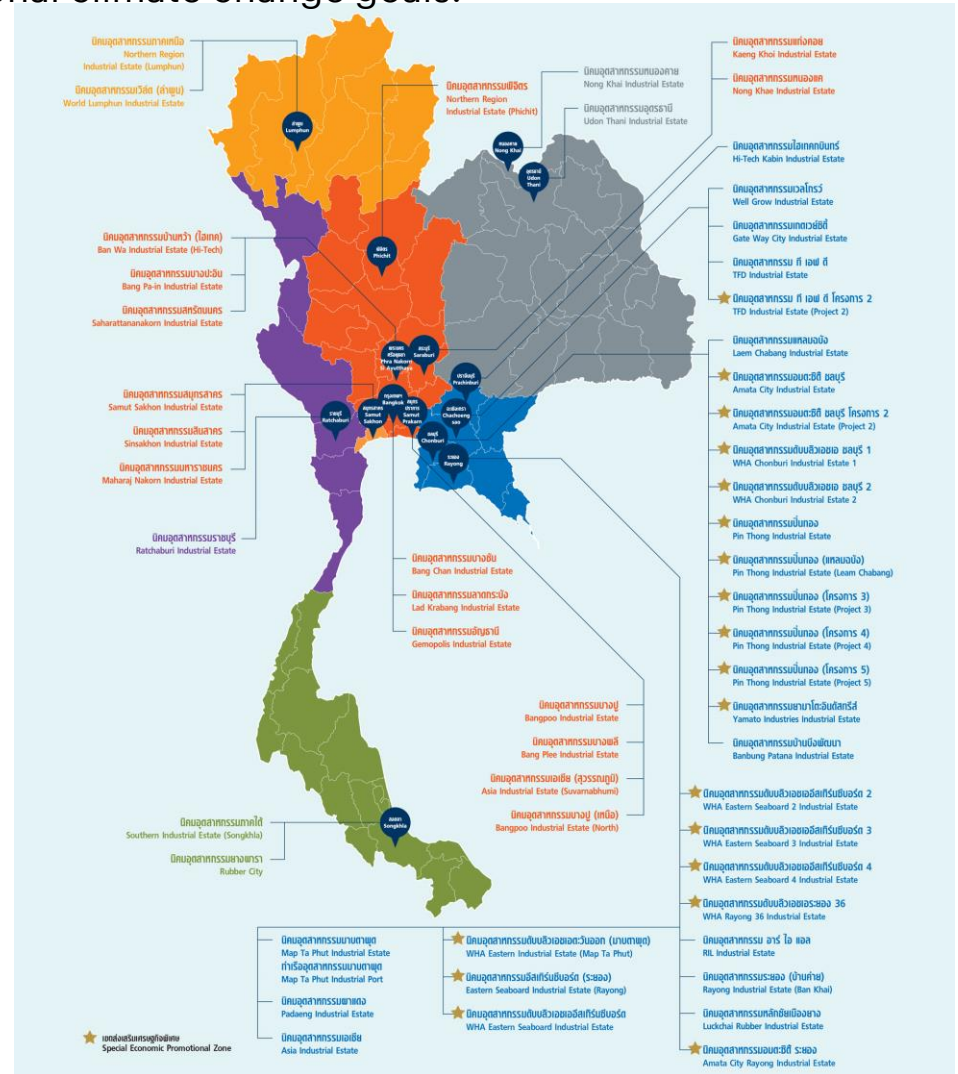 onal climate change goals.
นิคมอุตสาหกรรมภาคเหนือ
Northern Region
Industrial Estate (Lumphun)
นิคมอุตสาหกรรมเวิล์ด (ลำพูน)
World Lumphun Industrial Estate
นิคมอุตสาหกรรมพิจิตร
Northern Region
Industrial Estate (Phichit)
นิคมอุตสาหกรรมหนองคาย
Nong Khai Industrial Estate
นิคมอุตสาหกรรมอุดรธานี
Udon Thani Industrial Estate
นิคมอุตสาหกรรมแก่งคอย
Kaeng Khoi Industrial Estate
นิคมอุตสาหกรรมหนองแค
Nong Khae Industrial Estate
นิคมอุตสาหกรรมไฮเทคกบินทร์
Hi-Tech Kabin Industrial Estate
นิคมอุตสาหกรรมเวลโกรว์
Well Grow Industrial Estate
นิคมอุตสาหกรรมเกตเวย์ซิตี้
Gate Way City Industrial Estate
นิคมอุตสาหกรรม ที เอฟ ดี
TFD Industrial Estate
นิคมอุตสาหกรรม ที เอฟ ดี โครงการ 2
TFD Industrial Estate (Project 2)
นิคมอุตสาหกรรมแหลมฉบัง
Laem Chabang Industrial Estate
นิคมอุตสาหกรรมอมตะซิตี้ ชลบุรี
Amata City Industrial Estate
นิคมอุตสาหกรรมอมตะซิตี้ ชลบุรี โครงการ 2
Amata City Industrial Estate (Project 2)
นิคมอุตสาหกรรมดับบลิวเอชเอ ชลบุรี 1
WHA Chonburi Industrial Estate 1
นิคมอุตสาหกรรมดับบลิวเอชเอ ชลบุรี 2
WHA Chonburi Industrial Estate 2
นิคมอุตสาหกรรมปิ่นทอง
Pin Thong Industrial Estate
นิคมอุตสาหกรรมปิ่นทอง (แหลมฉบัง)
Pin Thong Industrial Estate (Leam Chabang)
นิคมอุตสาหกรรมปิ่นทอง (โครงการ 3)
Pin Thong Industrial Estate (Project 3)
นิคมอุตสาหกรรมปิ่นทอง (โครงการ 4)
Pin Thong Industrial Estate (Project 4)
นิคมอุตสาหกรรมปิ่นทอง (โครงการ 5)
Pin Thong Industrial Estate (Project 5)
นิคมอุตสาหกรรมยามาโตะอินดัสทรีส์
Yamato Industries Industrial Estate
นิคมอุตสาหกรรมบ้านบึงพัฒนา
Banbung Patana Industrial Estate
ลำพูน
Lumphun
หนองคาย
Nong Khai
อุดรธานี
Udon
Thani
พิจิตร
Phichit
พระนคร
ศรีอยุธยา
Phra Nakorn
Si Ayutthaya
สระบุรี
Saraburi
ปราจีนบุรี
Prachinburi
กรุงเทพฯ
Bangkok
สมุทรสาคร
Samut
Sakhon
สมุทร
ปราการ
Samut
Prakarn
ฉะเชิงเทรา
Chachoeng
sao
ราชบุรี
Ratchaburi
ชลบุรี
Chonburi
ระยอง
Rayong
สงขลา
Songkhla
นิคมอุตสาหกรรมบ้านหว้า (ไฮเทค)
Ban Wa Industrial Estate (Hi-Tech)
นิคมอุตสาหกรรมบางปะอิน
Bang Pa-in Industrial Estate
นิคมอุตสาหกรรมสหรัตนนคร
Saharattananakorn Industrial Estate
นิคมอุตสาหกรรมสมุทรสาคร
Samut Sakhon Industrial Estate
นิคมอุตสาหกรรมสินสาคร
Sinsakhon Industrial Estate
นิคมอุตสาหกรรมมหาราชนคร
Maharaj Nakorn Industrial Estate
นิคมอุตสาหกรรมราชบุรี
Ratchaburi Industrial Estate
นิคมอุตสาหกรรมบางชัน
Bang Chan Industrial Estate
นิคมอุตสาหกรรมลาดกระบัง
Lad Krabang Industrial Estate
นิคมอุตสาหกรรมอัญธานี
Gemopolis Industrial Estate
นิคมอุตสาหกรรมบางปู
Bangpoo Industrial Estate
นิคมอุตสาหกรรมบางพลี
Bang Plee Industrial Estate
นิคมอุตสาหกรรมเอเชีย (สุวรรณภูมิ)
Asia Industrial Estate (Suvarnabhumi)
นิคมอุตสาหกรรมบางปู (เหนือ)
Bangpoo Industrial Estate (North)
นิคมอุตสาหกรรมภาคใต้
Southern Industrial Estate (Songkhla)
นิคมอุตสาหกรรมยางพารา
Rubber City
นิคมอุตสาหกรรมดับบลิวเอชเออีสเทิร์นซีบอร์ด 2
WHA Eastern Seaboard 2 Industrial Estate
นิคมอุตสาหกรรมดับบลิวเอชเออีสเทิร์นซีบอร์ด 3
WHA Eastern Seaboard 3 Industrial Estate
นิคมอุตสาหกรรมดับบลิวเอชเออีสเทิร์นซีบอร์ด 4
WHA Eastern Seaboard 4 Industrial Estate
นิคมอุตสาหกรรมดับบลิวเอชเอระยอง 36
WHA Rayong 36 Industrial Estate
นิคมอุตสาหกรรม อาร์ ไอ แอล
RIL Industrial Estate
นิคมอุตสาหกรรมระยอง (บ้านค่าย)
Rayong Industrial Estate (Ban Khai)
นิคมอุตสาหกรรมหลักชัยเมืองยาง
Luckchai Rubber Industrial Estate
นิคมอุตสาหกรรมอมตะซิตี้ ระยอง
Amata City Rayong Industrial Estate
นิคมอุตสาหกรรมมาบตาพุด
Map Ta Phut Industrial Estate
ท่าเรืออุตสาหกรรมมาบตาพุด
Map Ta Phut Industrial Port
นิคมอุตสาหกรรมผาแดง
Padaeng Industrial Estate
นิคมอุตสาหกรรมเอเชีย
Asia Industrial Estate
นิคมอุตสาหกรรมดับบลิวเอชเอตะวันออก (มาบตาพุด)
WHA Eastern Industrial Estate (Map Ta Phut)
นิคมอุตสาหกรรมอีสเทิร์นซีบอร์ด (ระยอง)
Eastern Seaboard Industrial Estate (Rayong)
นิคมอุตสาหกรรมดับบลิวเอชเออีสเทิร์นซีบอร์ด
WHA Eastern Seaboard Industrial Estate
เขตส่งเสริมเศรษฐกิจพิเศษ
Special Economic Promotional Zone